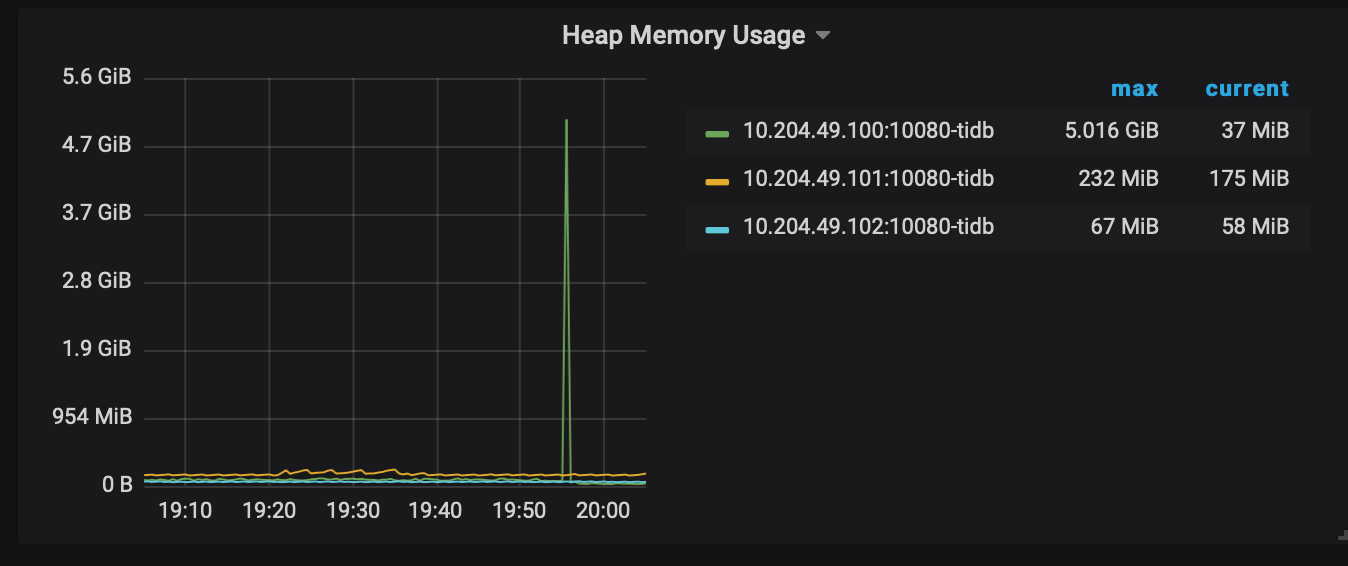 Heap Memory Usage
5.6 GiB
4.7 GiB
3.7 GiB
2.8 GiB
1.9 GiB
954 MiB
0 B
19:10 19:20 19:30 19:40 19:50 20:00
max current
10.204.49.100:10080-tidb 5.016 GiB 37 MiB
10.204.49.101:10080-tidb 232 MiB 175 MiB
10.204.49.102:10080-tidb 67 MiB 58 MiB